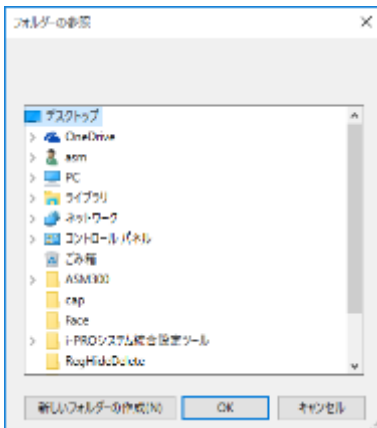 フォルダーの参照
デスクトップ
OneDrive
asm
PC
ライブラリ
ネットワーク
コントロール パネル
ごみ箱
ASM300
cap
Face
i-PROシステム統合設定ツール
RegHideDelete
新しいフォルダーの作成(N)
OK
キャンセル